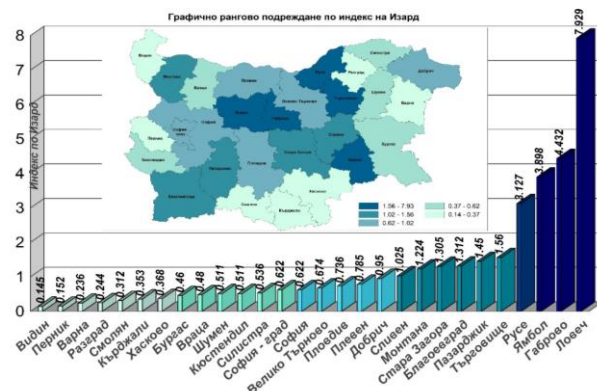 Графично рангово подреждане по индекс на Изард
Индекс по Изард
8
7
6
5
4
3
2
1
0
1.56 - 7.93
1.02 - 1.56
0.62 - 1.02
0.37 - 0.62
0.14 - 0.37
0.145
0.152
0.236
0.244
0.312
0.353
0.368
0.46
0.48
0.511
0.511
0.536
0.622
0.622
0.674
0.736
0.785
0.95
1.025
1.224
1.305
1.312
1.45
1.56
3.127
3.898
4.432
7.929
Видин
Перник
Варна
Разград
Смолян
Кърджали
Хасково
Бургас
Враца
Шумен
Кюстендил
Силистра
София - град
София
Велико Търново
Пловдив
Плевен
Добрич
Сливен
Монтана
Стара Загора
Благоевград
Пазарджик
Търговище
Русе
Ямбол
Габрово
Ловеч